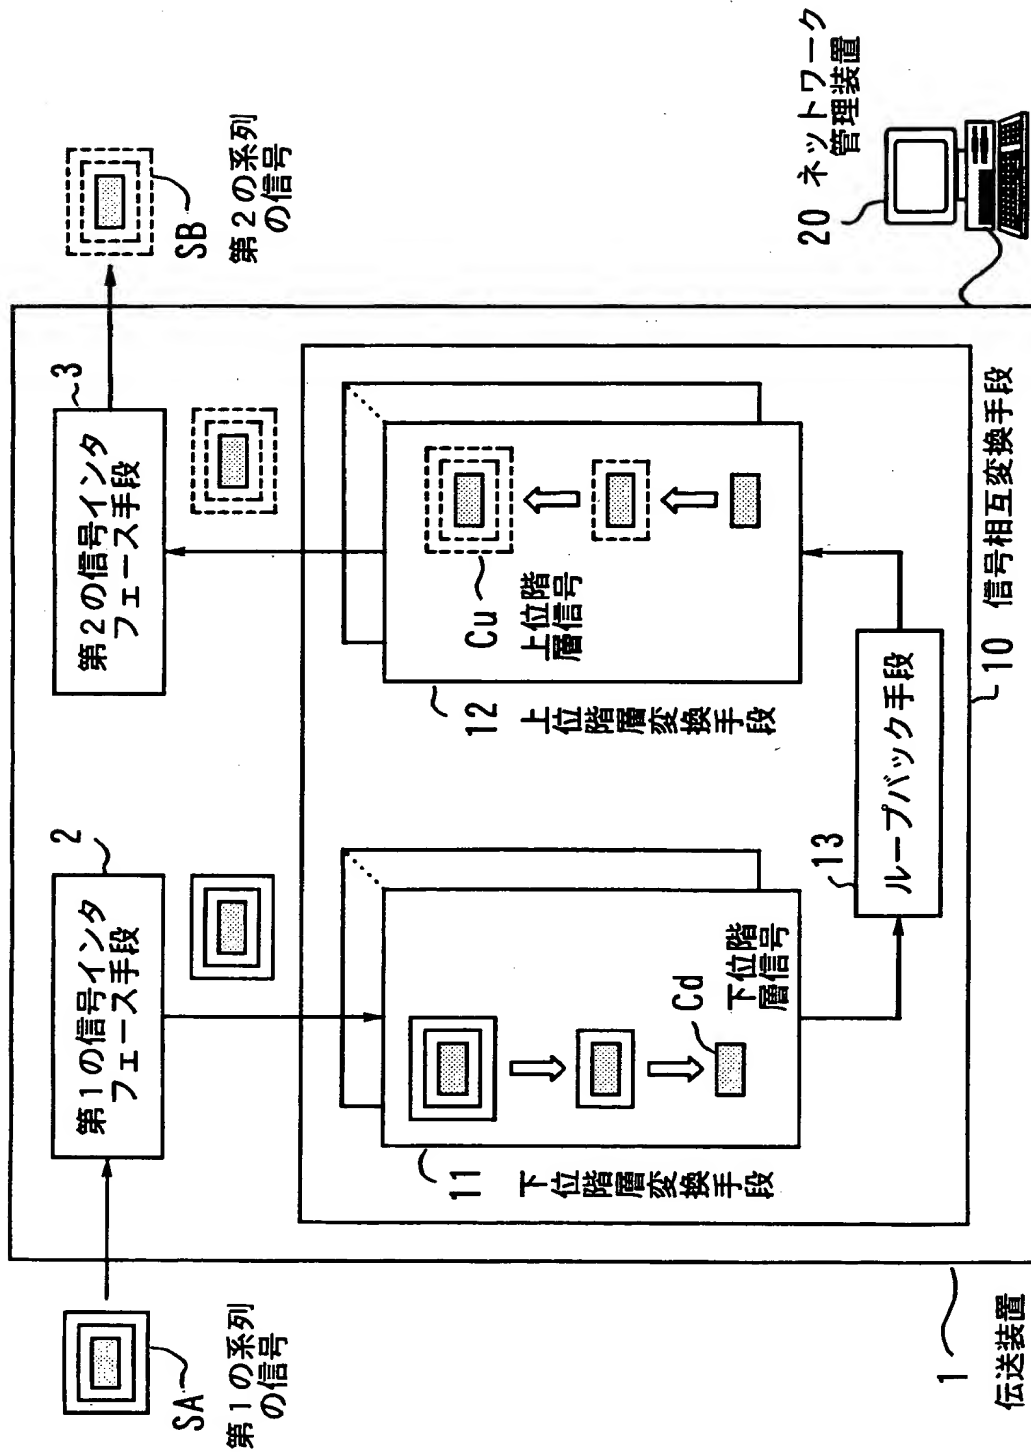 SA
第1の系列
の信号
2
第1の信号インタ
フェース手段
3
第2の信号インタ
フェース手段
SB
第2の系列
の信号
11
下位階層変換手段
Cd
下位階
層信号
12
上位階層変換手段
Cu
上位階
層信号
13
ループバック手段
10 信号相互変換手段
20 ネットワーク
管理装置
1
伝送装置